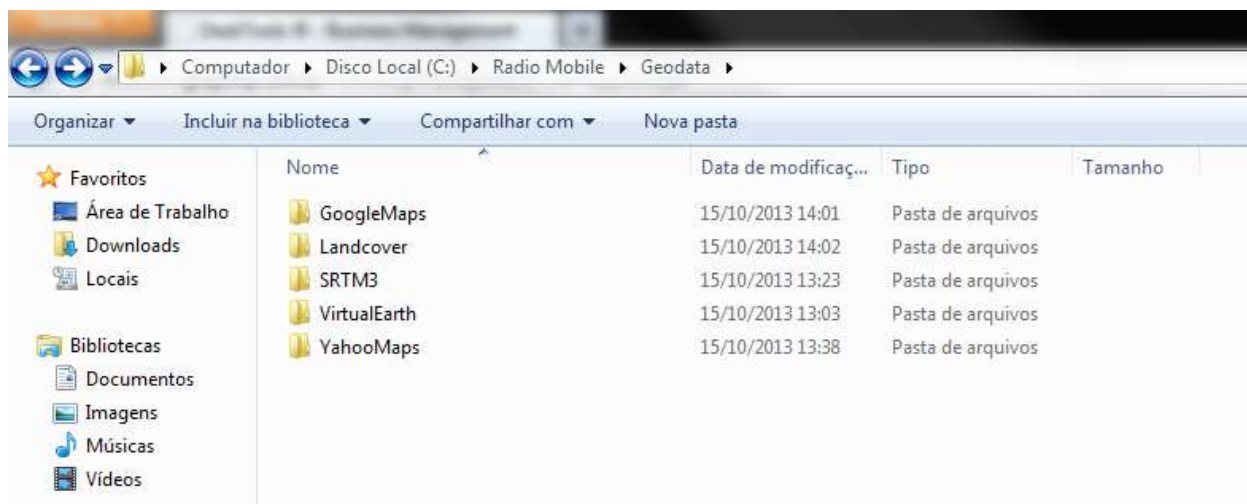 Computador Disco Local (C:) Radio Mobile Geodata
Organizar Incluir na biblioteca Compartilhar com Nova pasta
Favoritos
Área de Trabalho
Downloads
Locais
Bibliotecas
Documentos
Imagens
Músicas
Vídeos
Nome Data de modificaç... Tipo Tamanho
GoogleMaps 15/10/2013 14:01 Pasta de arquivos
Landcover 15/10/2013 14:02 Pasta de arquivos
SRTM3 15/10/2013 13:23 Pasta de arquivos
VirtualEarth 15/10/2013 13:03 Pasta de arquivos
YahooMaps 15/10/2013 13:38 Pasta de arquivos